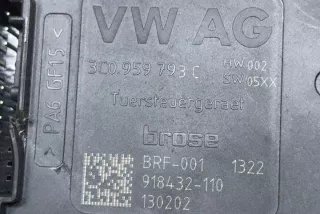 VW AG
3C0.959 793 C HW 002
SW 05XX
Tuersteuergeraet
brose
BRF-001 1322
918432-110
130202
>PA6 GF15<